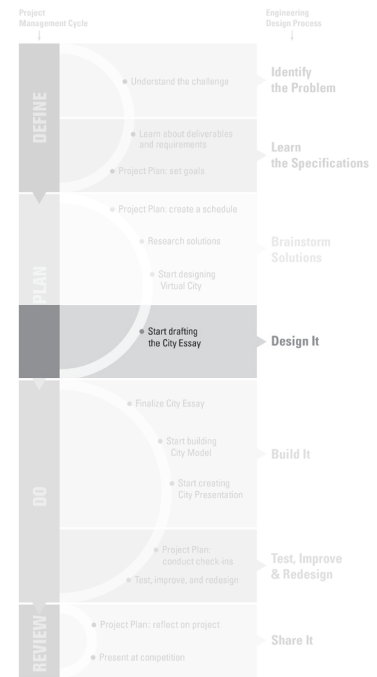 Project
Management Cycle
Engineering
Design Process
DEFINE
Understand the challenge
Identify
the Problem
Learn about deliverables
and requirements
Project Plan: set goals
Learn
the Specifications
PLAN
Project Plan: create a schedule
Research solutions
Start designing
Virtual City
Brainstorm
Solutions
Start drafting
the City Essay
Design It
DO
Finalize City Essay
Start building
City Model
Start creating
City Presentation
Build It
Project Plan:
conduct check-ins
Test, improve, and redesign
Test, Improve
& Redesign
REVIEW
Project Plan: reflect on project
Present at competition
Share It